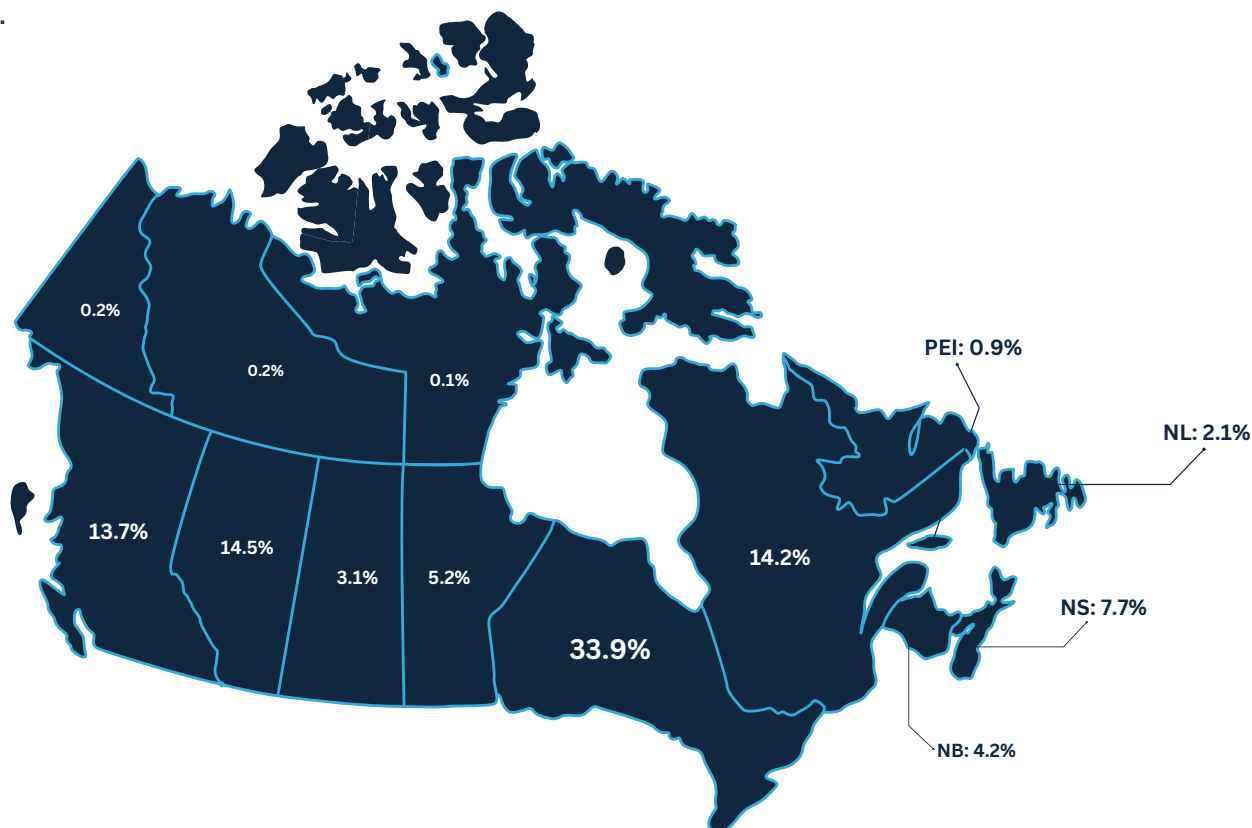 .
0.2%
PEI: 0.9%
0.2%
0.1%
NL: 2.1%
13.7%
14.5%
14.2%
3.1%
5.2%
NS: 7.7%
33.9%
NB: 4.2%